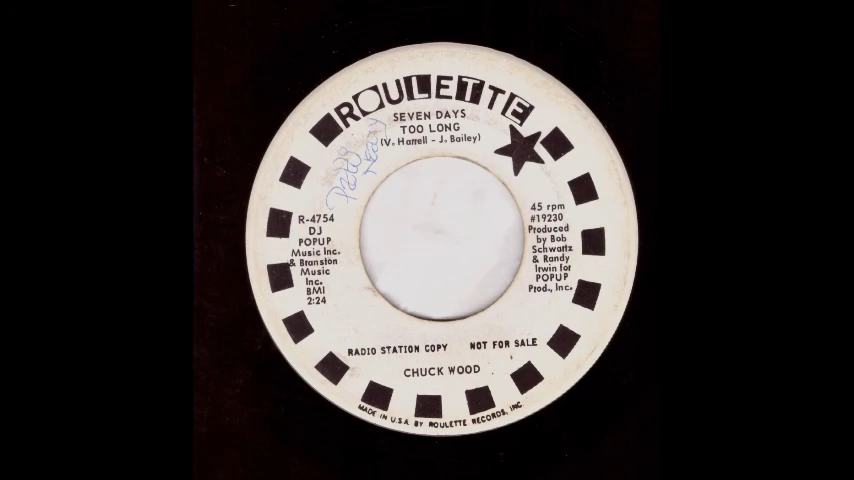 ROULETTE
SEVEN DAYS
TOO LONG
(V. Harrell - J. Bailey)
R-4754
DJ
POPUP
Music Inc.
& Branston
Music
Inc.
BMI
2:24
45 rpm
#19230
Produced
by Bob
Schwartz
& Randy
Irwin for
POPUP
Prod., Inc.
RADIO STATION COPY NOT FOR SALE
CHUCK WOOD
MADE IN U.S.A. BY ROULETTE RECORDS, INC.